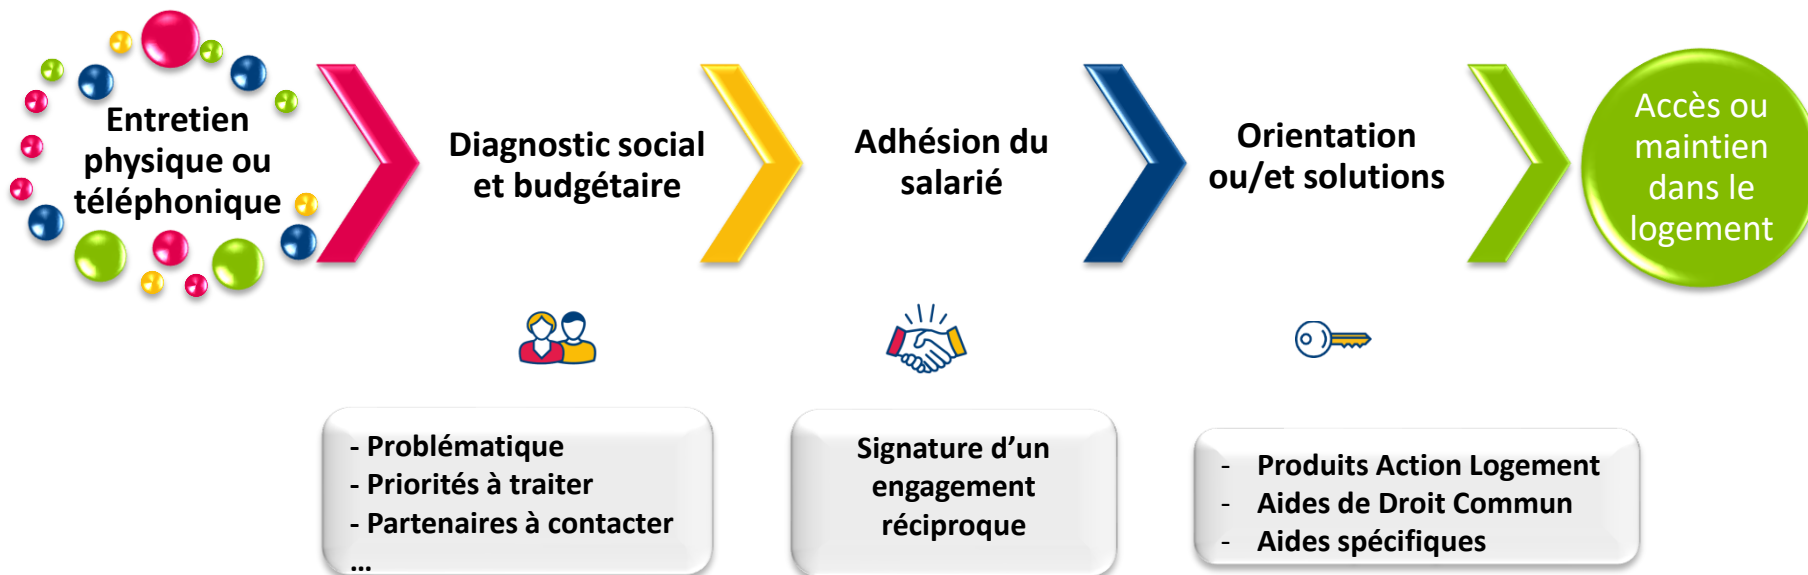 Entretien
physique ou
téléphonique
Diagnostic social
et budgétaire
Adhésion du
salarié
Orientation
ou/et solutions
Accès ou
maintien
dans le
logement
- Problématique
- Priorités à traiter
- Partenaires à contacter
...
Signature d’un
engagement
réciproque
- Produits Action Logement
- Aides de Droit Commun
- Aides spécifiques